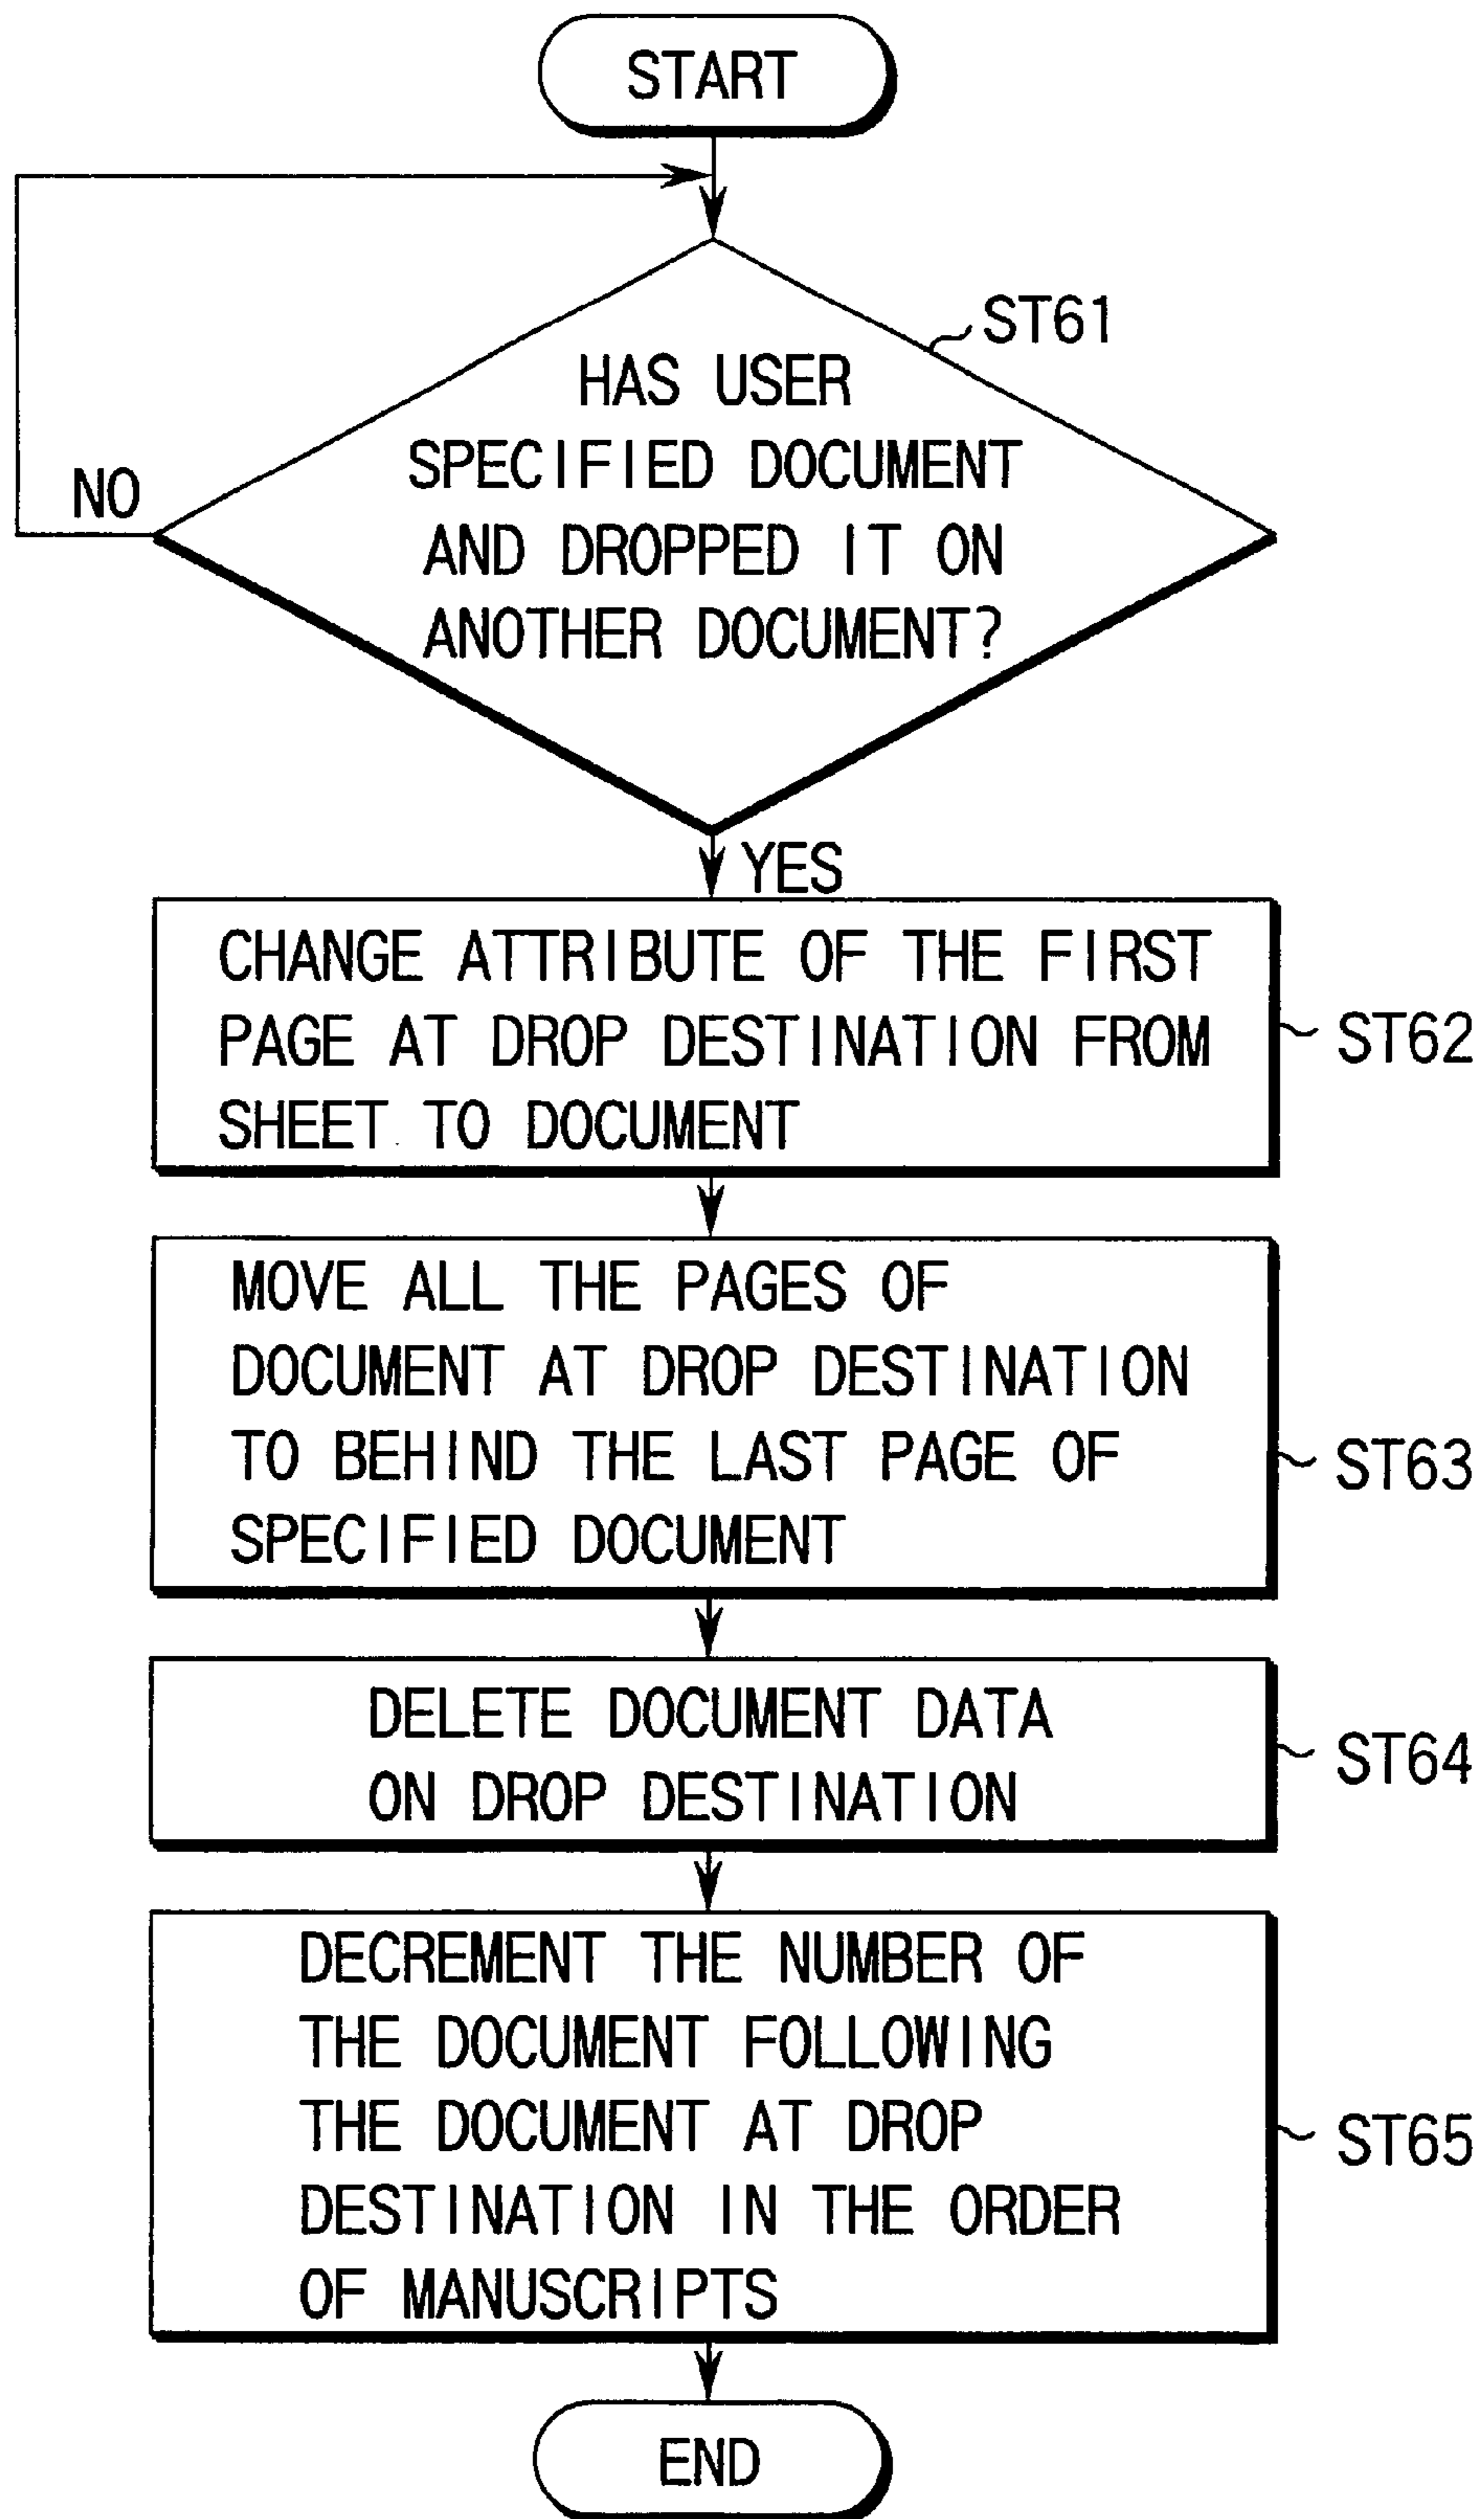 START
ST61
HAS USER
SPECIFIED DOCUMENT
NO
AND DROPPED IT ON
ANOTHER DOCUMENT?
YES
CHANGE ATTRIBUTE OF THE FIRST
PAGE AT DROP DESTINATION FROM
SHEET TO DOCUMENT
ST62
MOVE ALL THE PAGES OF
DOCUMENT AT DROP DESTINATION
TO BEHIND THE LAST PAGE OF
SPECIFIED DOCUMENT
ST63
DELETE DOCUMENT DATA
ON DROP DESTINATION
ST64
DECREMENT THE NUMBER OF
THE DOCUMENT FOLLOWING
THE DOCUMENT AT DROP
DESTINATION IN THE ORDER
OF MANUSCRIPTS
ST65
END